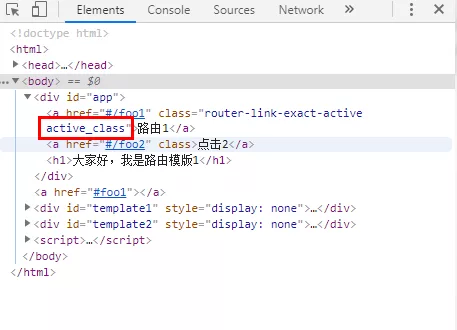 Elements Console Sources
<!doctype html>
<html>
<head>…</head>
<body> == $0
<div id="app">
<a href="#/foo1" class="router-link-exact-active
active_class">路由1</a>
<a href="#/foo2" class>点击2</a>
<h1>大家好，我是路由模版1</h1>
</div>
<a href="#foo1"></a>
<div id="template1" style="display: none">…</div>
<div id="template2" style="display: none">…</div>
<script>…</script>
</body>
</html>